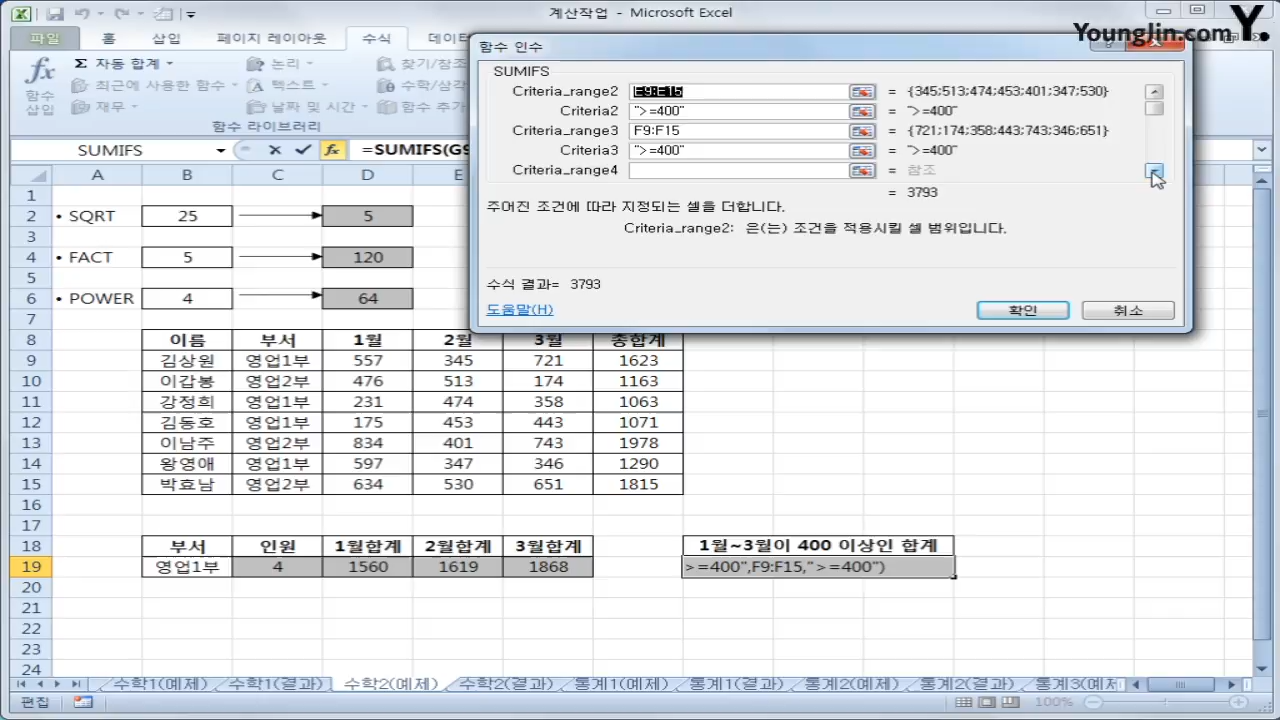 계산작업 - Microsoft Excel
Younglin.com Y.
파일 홈 삽입 페이지 레이아웃 수식 데이터
fx 함수 삽입
Σ 자동 합계 논리 찾기/참조
최근에 사용한 함수 텍스트 수학/삼각
재무 날짜 및 시간 함수 추가
함수 라이브러리
SUMIFS fx =SUMIFS(G9
함수 인수
SUMIFS
Criteria_range2 E9:E15 = {345;513;474;453;401;347;530}
Criteria2 ">=400" = ">=400"
Criteria_range3 F9:F15 = {721;174;358;443;743;346;651}
Criteria3 ">=400" = ">=400"
Criteria_range4 = 참조
= 3793
주어진 조건에 따라 지정되는 셀을 더합니다.
Criteria_range2: 은(는) 조건을 적용시킬 셀 범위입니다.
수식 결과= 3793
도움말(H) 확인 취소
A B C D E
1
2 • SQRT 25 5
3
4 • FACT 5 120
5
6 • POWER 4 64
7
8 이름 부서 1월 2월 3월 총합계
9 김상원 영업1부 557 345 721 1623
10 이갑봉 영업2부 476 513 174 1163
11 강정희 영업1부 231 474 358 1063
12 김동호 영업1부 175 453 443 1071
13 이남주 영업2부 834 401 743 1978
14 왕영애 영업1부 597 347 346 1290
15 박효남 영업2부 634 530 651 1815
16
17
18 부서 인원 1월합계 2월합계 3월합계 1월~3월이 400 이상인 합계
19 영업1부 4 1560 1619 1868 >=400",F9:F15,">=400")
20
21
22
23
24
수학1(예제) 수학1(결과) 수학2(예제) 수학2(결과) 통계1(예제) 통계1(결과) 통계2(예제) 통계2(결과) 통계3(예제
편집 100%